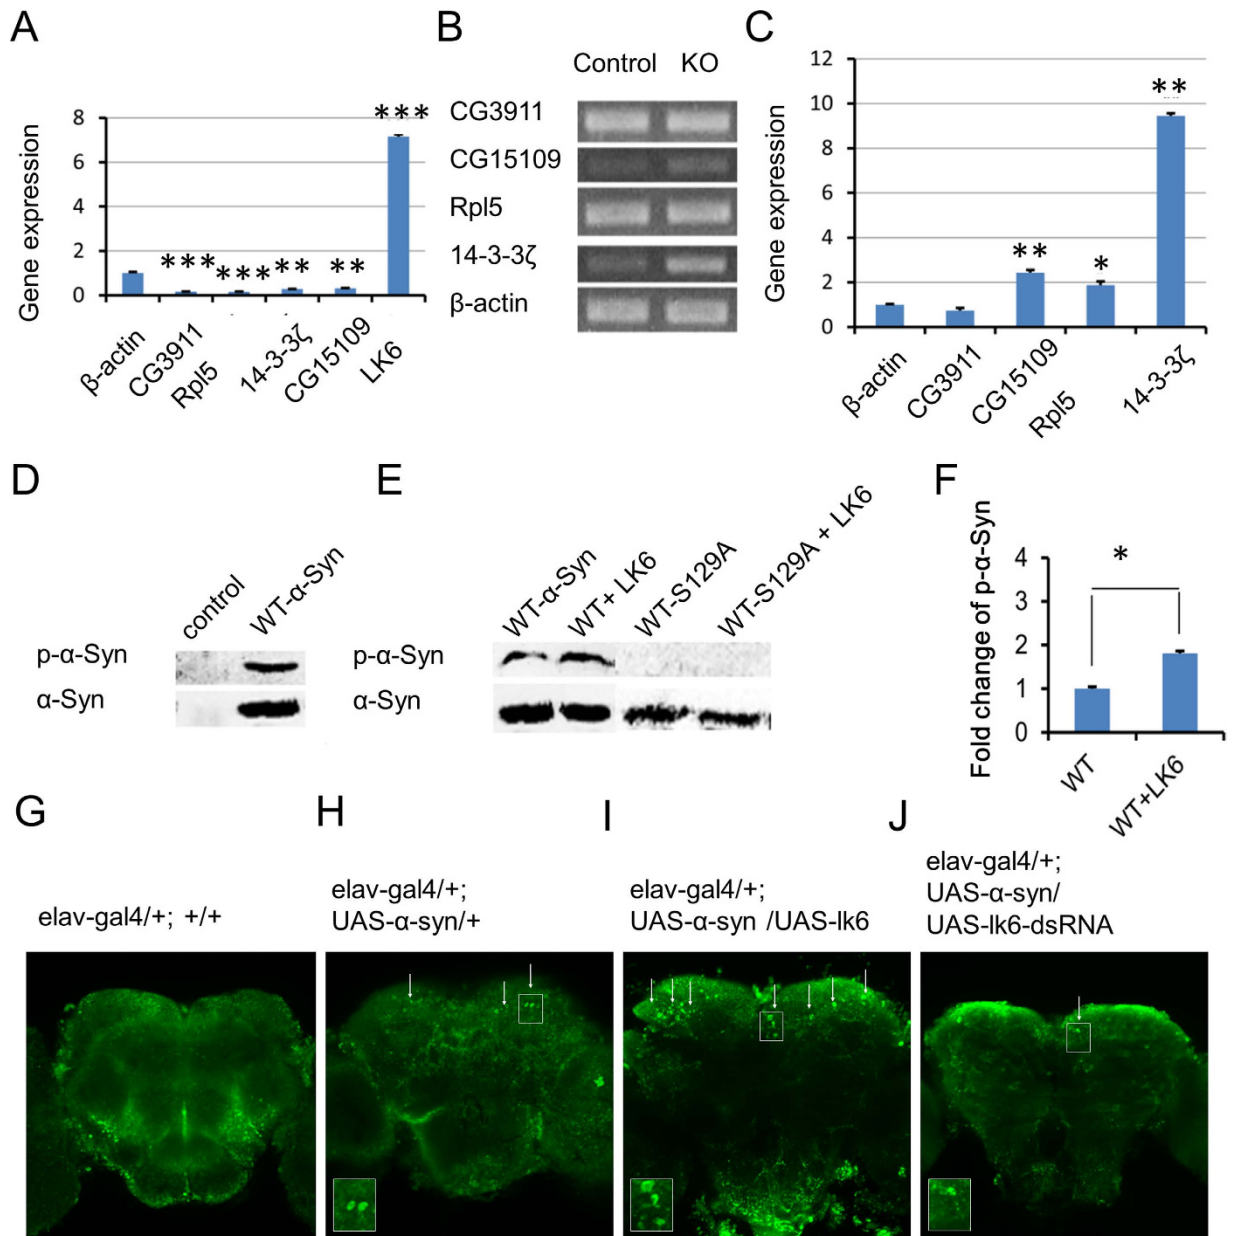 A
B
C
Control KO
CG3911
CG15109
Rpl5
14-3-3ζ
β-actin
Gene expression
8
6
4
2
0
***
***
**
**
***
β-actin
CG3911
Rpl5
14-3-3ζ
CG15109
LK6
Gene expression
12
10
8
6
4
2
0
**
*
**
β-actin
CG3911
CG15109
Rpl5
14-3-3ζ
D
E
F
control
WT-α-Syn
p-α-Syn
α-Syn
WT-α-Syn
WT+ LK6
WT-S129A
WT-S129A + LK6
p-α-Syn
α-Syn
Fold change of p-α-Syn
4
3
2
1
0
*
WT
WT+LK6
G
H
I
J
elav-gal4/+; +/+
elav-gal4/+;
UAS-α-syn/+
elav-gal4/+;
UAS-α-syn /UAS-lk6
elav-gal4/+;
UAS-α-syn/
UAS-lk6-dsRNA